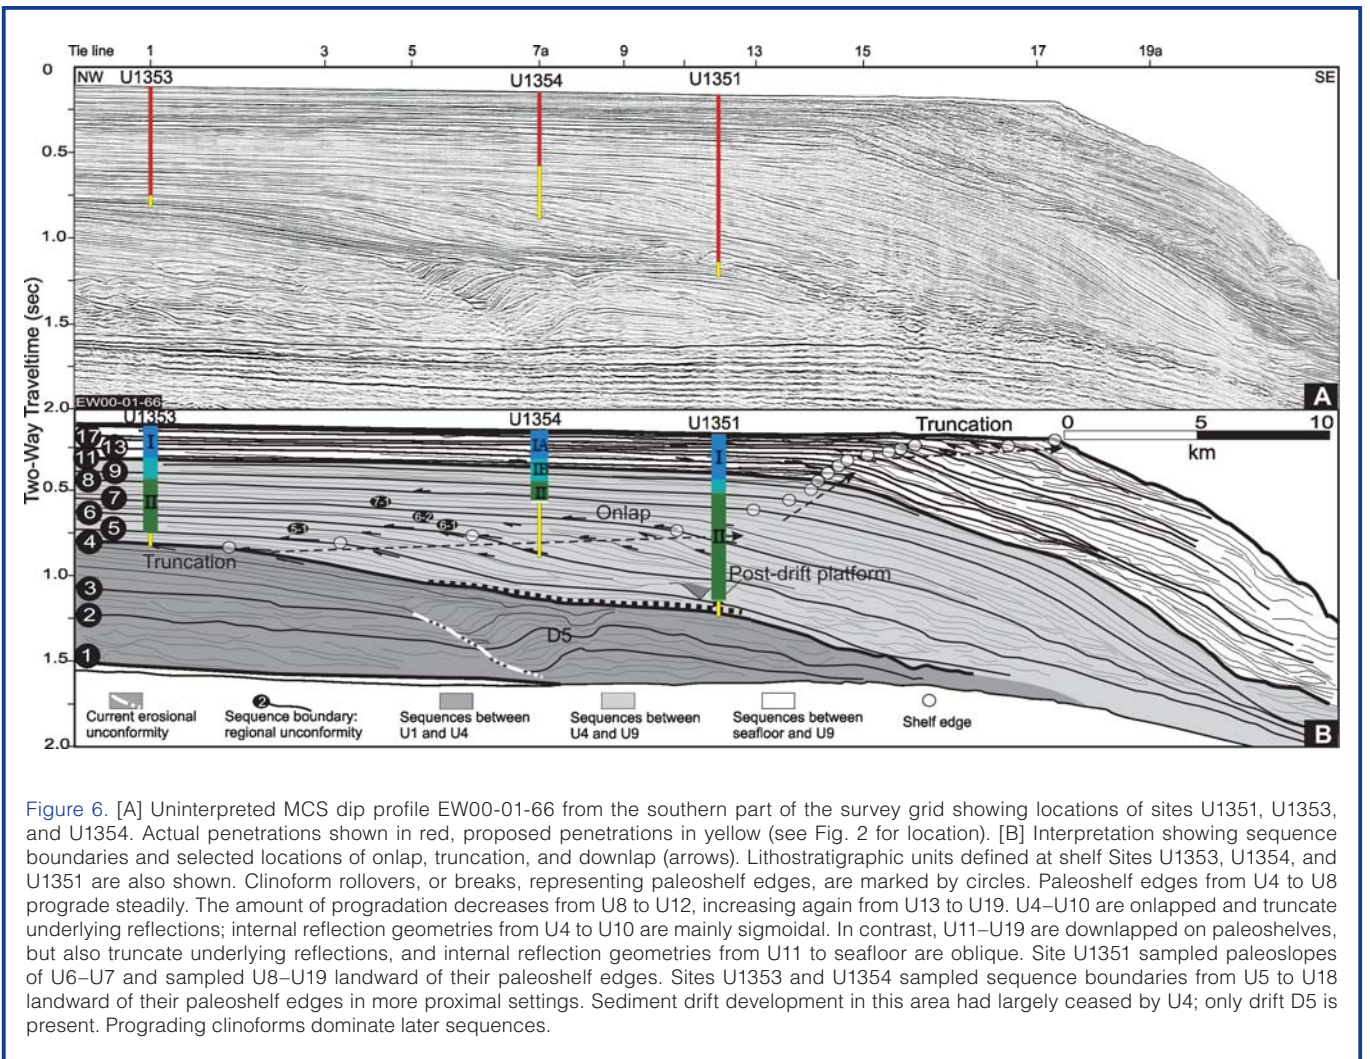 Tie line 1 3 5 7a 9 13 15 17 19a
0 NW U1353 U1354 U1351 SE
0.5
1.0
1.5
2.0
Two-Way Traveltime (sec)
EW00-01-66
A
U1353 U1354 U1351 Truncation 0 5 10
km
17
13
11
9
8
7
6
5
4
3
2
1
I
II
IA
IB
II
I
II
7-1
6-2
6-1
5-1
Onlap
Truncation
Post-drift platform
D5
0.5
1.0
1.5
2.0
Current erosional
unconformity
2
Sequence boundary:
regional unconformity
Sequences between
U1 and U4
Sequences between
U4 and U9
Sequences between
seafloor and U9
Shelf edge
B
Figure 6. [A] Uninterpreted MCS dip profile EW00-01-66 from the southern part of the survey grid showing locations of sites U1351, U1353,
and U1354. Actual penetrations shown in red, proposed penetrations in yellow (see Fig. 2 for location). [B] Interpretation showing sequence
boundaries and selected locations of onlap, truncation, and downlap (arrows). Lithostratigraphic units defined at shelf Sites U1353, U1354, and
U1351 are also shown. Clinoform rollovers, or breaks, representing paleoshelf edges, are marked by circles. Paleoshelf edges from U4 to U8
prograde steadily. The amount of progradation decreases from U8 to U12, increasing again from U13 to U19. U4–U10 are onlapped and truncate
underlying reflections; internal reflection geometries from U4 to U10 are mainly sigmoidal. In contrast, U11–U19 are downlapped on paleoshelves,
but also truncate underlying reflections, and internal reflection geometries from U11 to seafloor are oblique. Site U1351 sampled paleoslopes
of U6–U7 and sampled U8–U19 landward of their paleoshelf edges. Sites U1353 and U1354 sampled sequence boundaries from U5 to U18
landward of their paleoshelf edges in more proximal settings. Sediment drift development in this area had largely ceased by U4; only drift D5 is
present. Prograding clinoforms dominate later sequences.